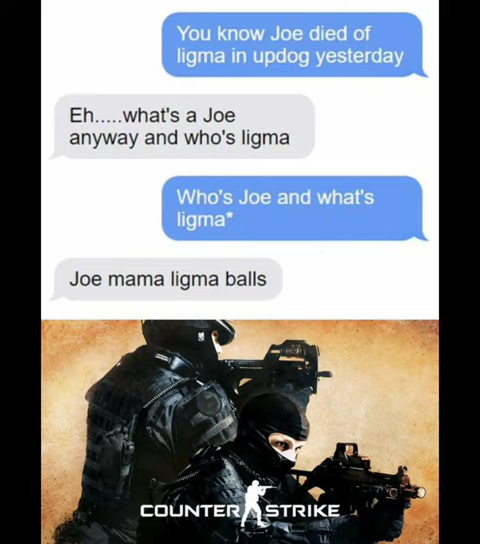 You know Joe died of
ligma in updog yesterday
Eh.....what's a Joe
anyway and who's ligma
Who's Joe and what's
ligma*
Joe mama ligma balls
COUNTER STRIKE